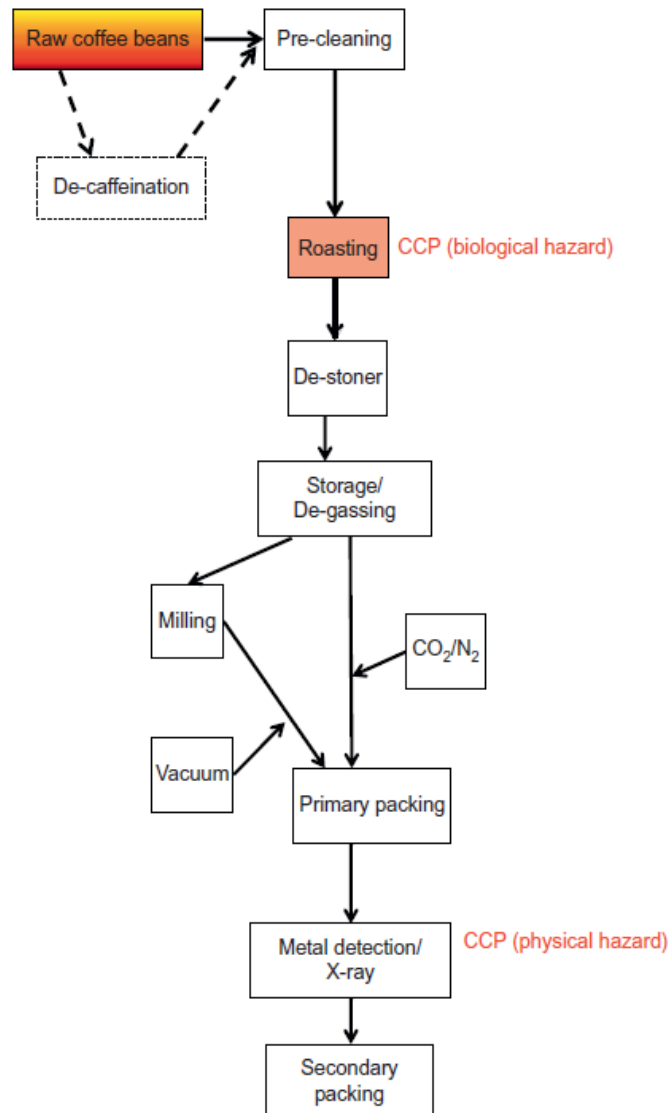 Raw coffee beans
Pre-cleaning
De-caffeination
Roasting
CCP (biological hazard)
De-stoner
Storage/
De-gassing
Milling
CO₂/N₂
Vacuum
Primary packing
Metal detection/
X-ray
CCP (physical hazard)
Secondary
packing